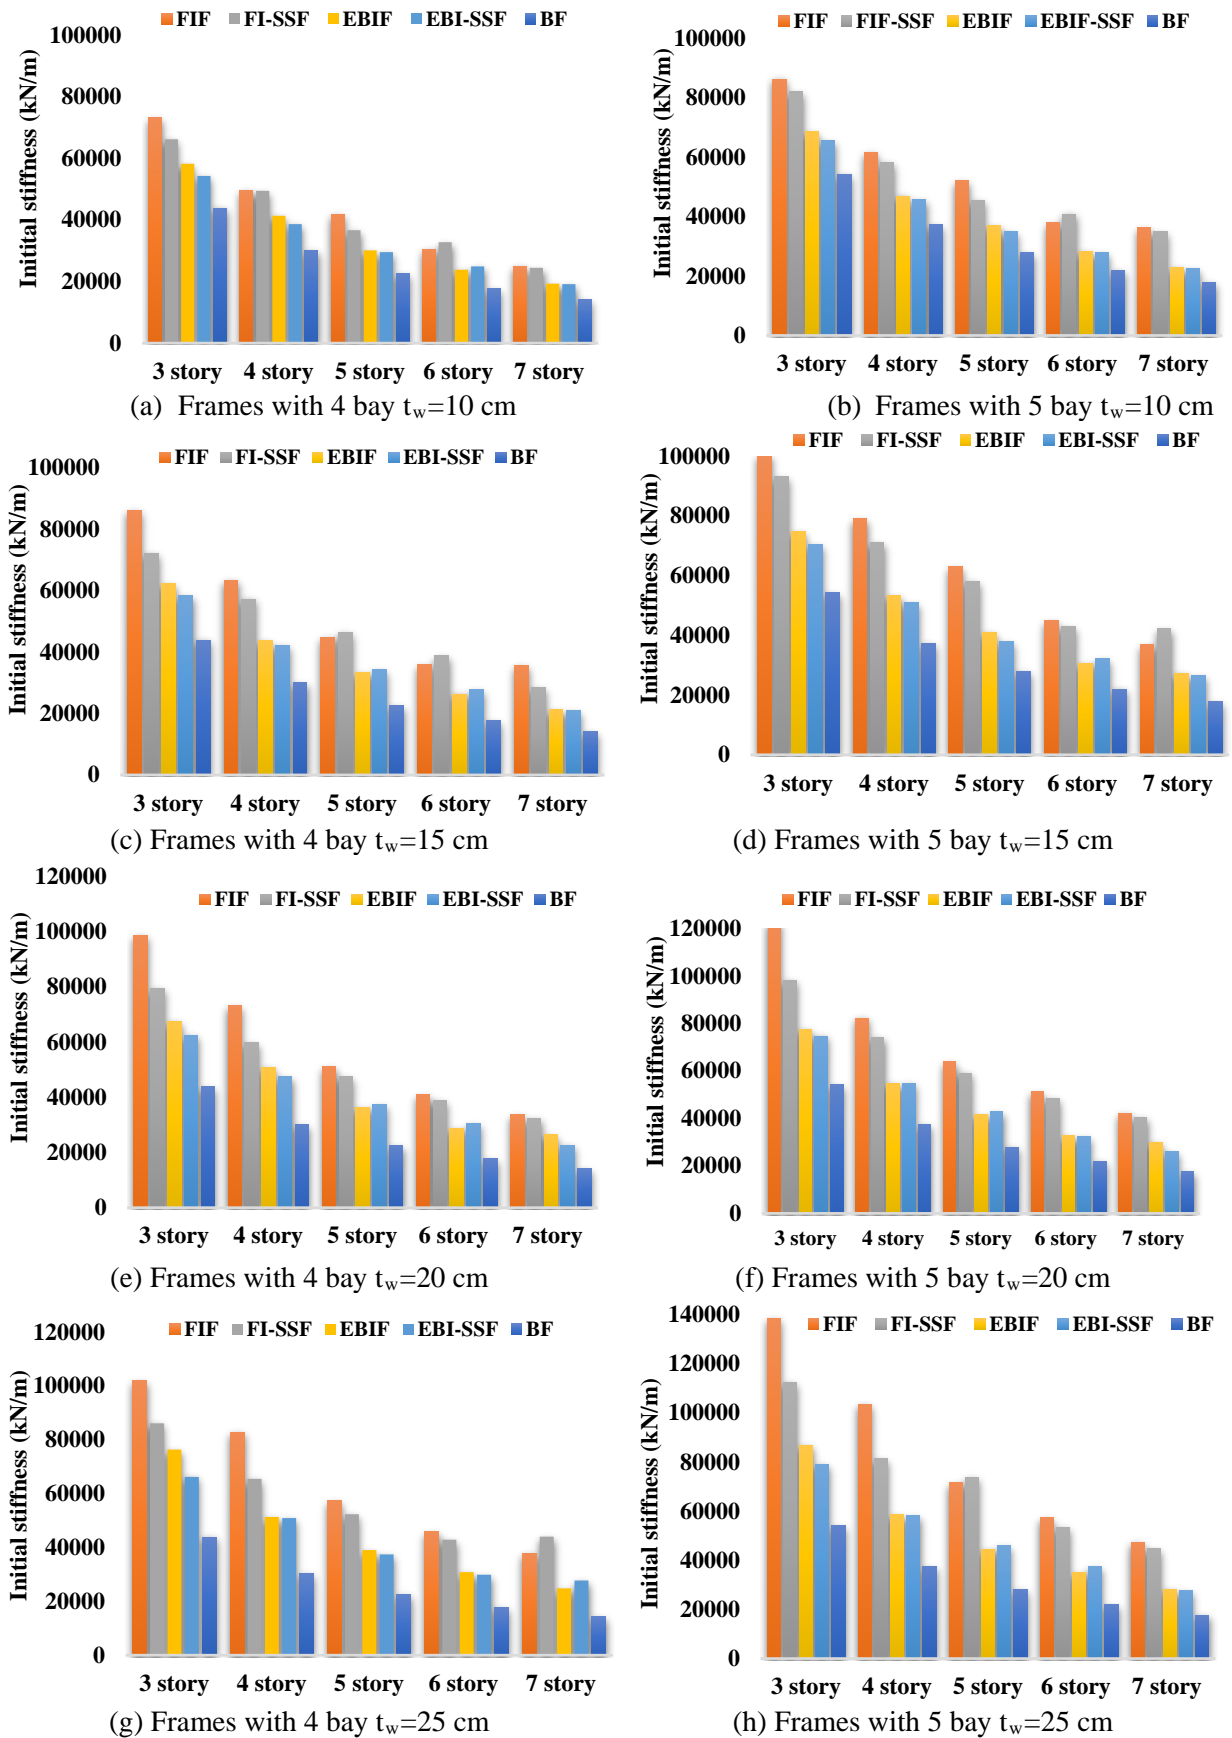 FIF FI-SSF EBIF EBI-SSF BF
Initital stiffness (kN/m)
100000
80000
60000
40000
20000
0
3 story 4 story 5 story 6 story 7 story
(a) Frames with 4 bay tw=10 cm
FIF FIF-SSF EBIF EBIF-SSF BF
Initial stiffness (kN/m)
100000
80000
60000
40000
20000
0
3 story 4 story 5 story 6 story 7 story
(b) Frames with 5 bay tw=10 cm
FIF FI-SSF EBIF EBI-SSF BF
Initial stiffness (kN/m)
100000
80000
60000
40000
20000
0
3 story 4 story 5 story 6 story 7 story
(c) Frames with 4 bay tw=15 cm
FIF FI-SSF EBIF EBI-SSF BF
Initial stiffness (kN/m)
100000
80000
60000
40000
20000
0
3 story 4 story 5 story 6 story 7 story
(d) Frames with 5 bay tw=15 cm
FIF FI-SSF EBIF EBI-SSF BF
Initial stiffness (kN/m)
120000
100000
80000
60000
40000
20000
0
3 story 4 story 5 story 6 story 7 story
(e) Frames with 4 bay tw=20 cm
FIF FI-SSF EBIF EBI-SSF BF
Initial stiffness (kN/m)
120000
100000
80000
60000
40000
20000
0
3 story 4 story 5 story 6 story 7 story
(f) Frames with 5 bay tw=20 cm
FIF FI-SSF EBIF EBI-SSF BF
Initial stiffness (kN/m)
120000
100000
80000
60000
40000
20000
0
3 story 4 story 5 story 6 story 7 story
(g) Frames with 4 bay tw=25 cm
FIF FI-SSF EBIF EBI-SSF BF
Initial stiffness (kN/m)
140000
120000
100000
80000
60000
40000
20000
0
3 story 4 story 5 story 6 story 7 story
(h) Frames with 5 bay tw=25 cm